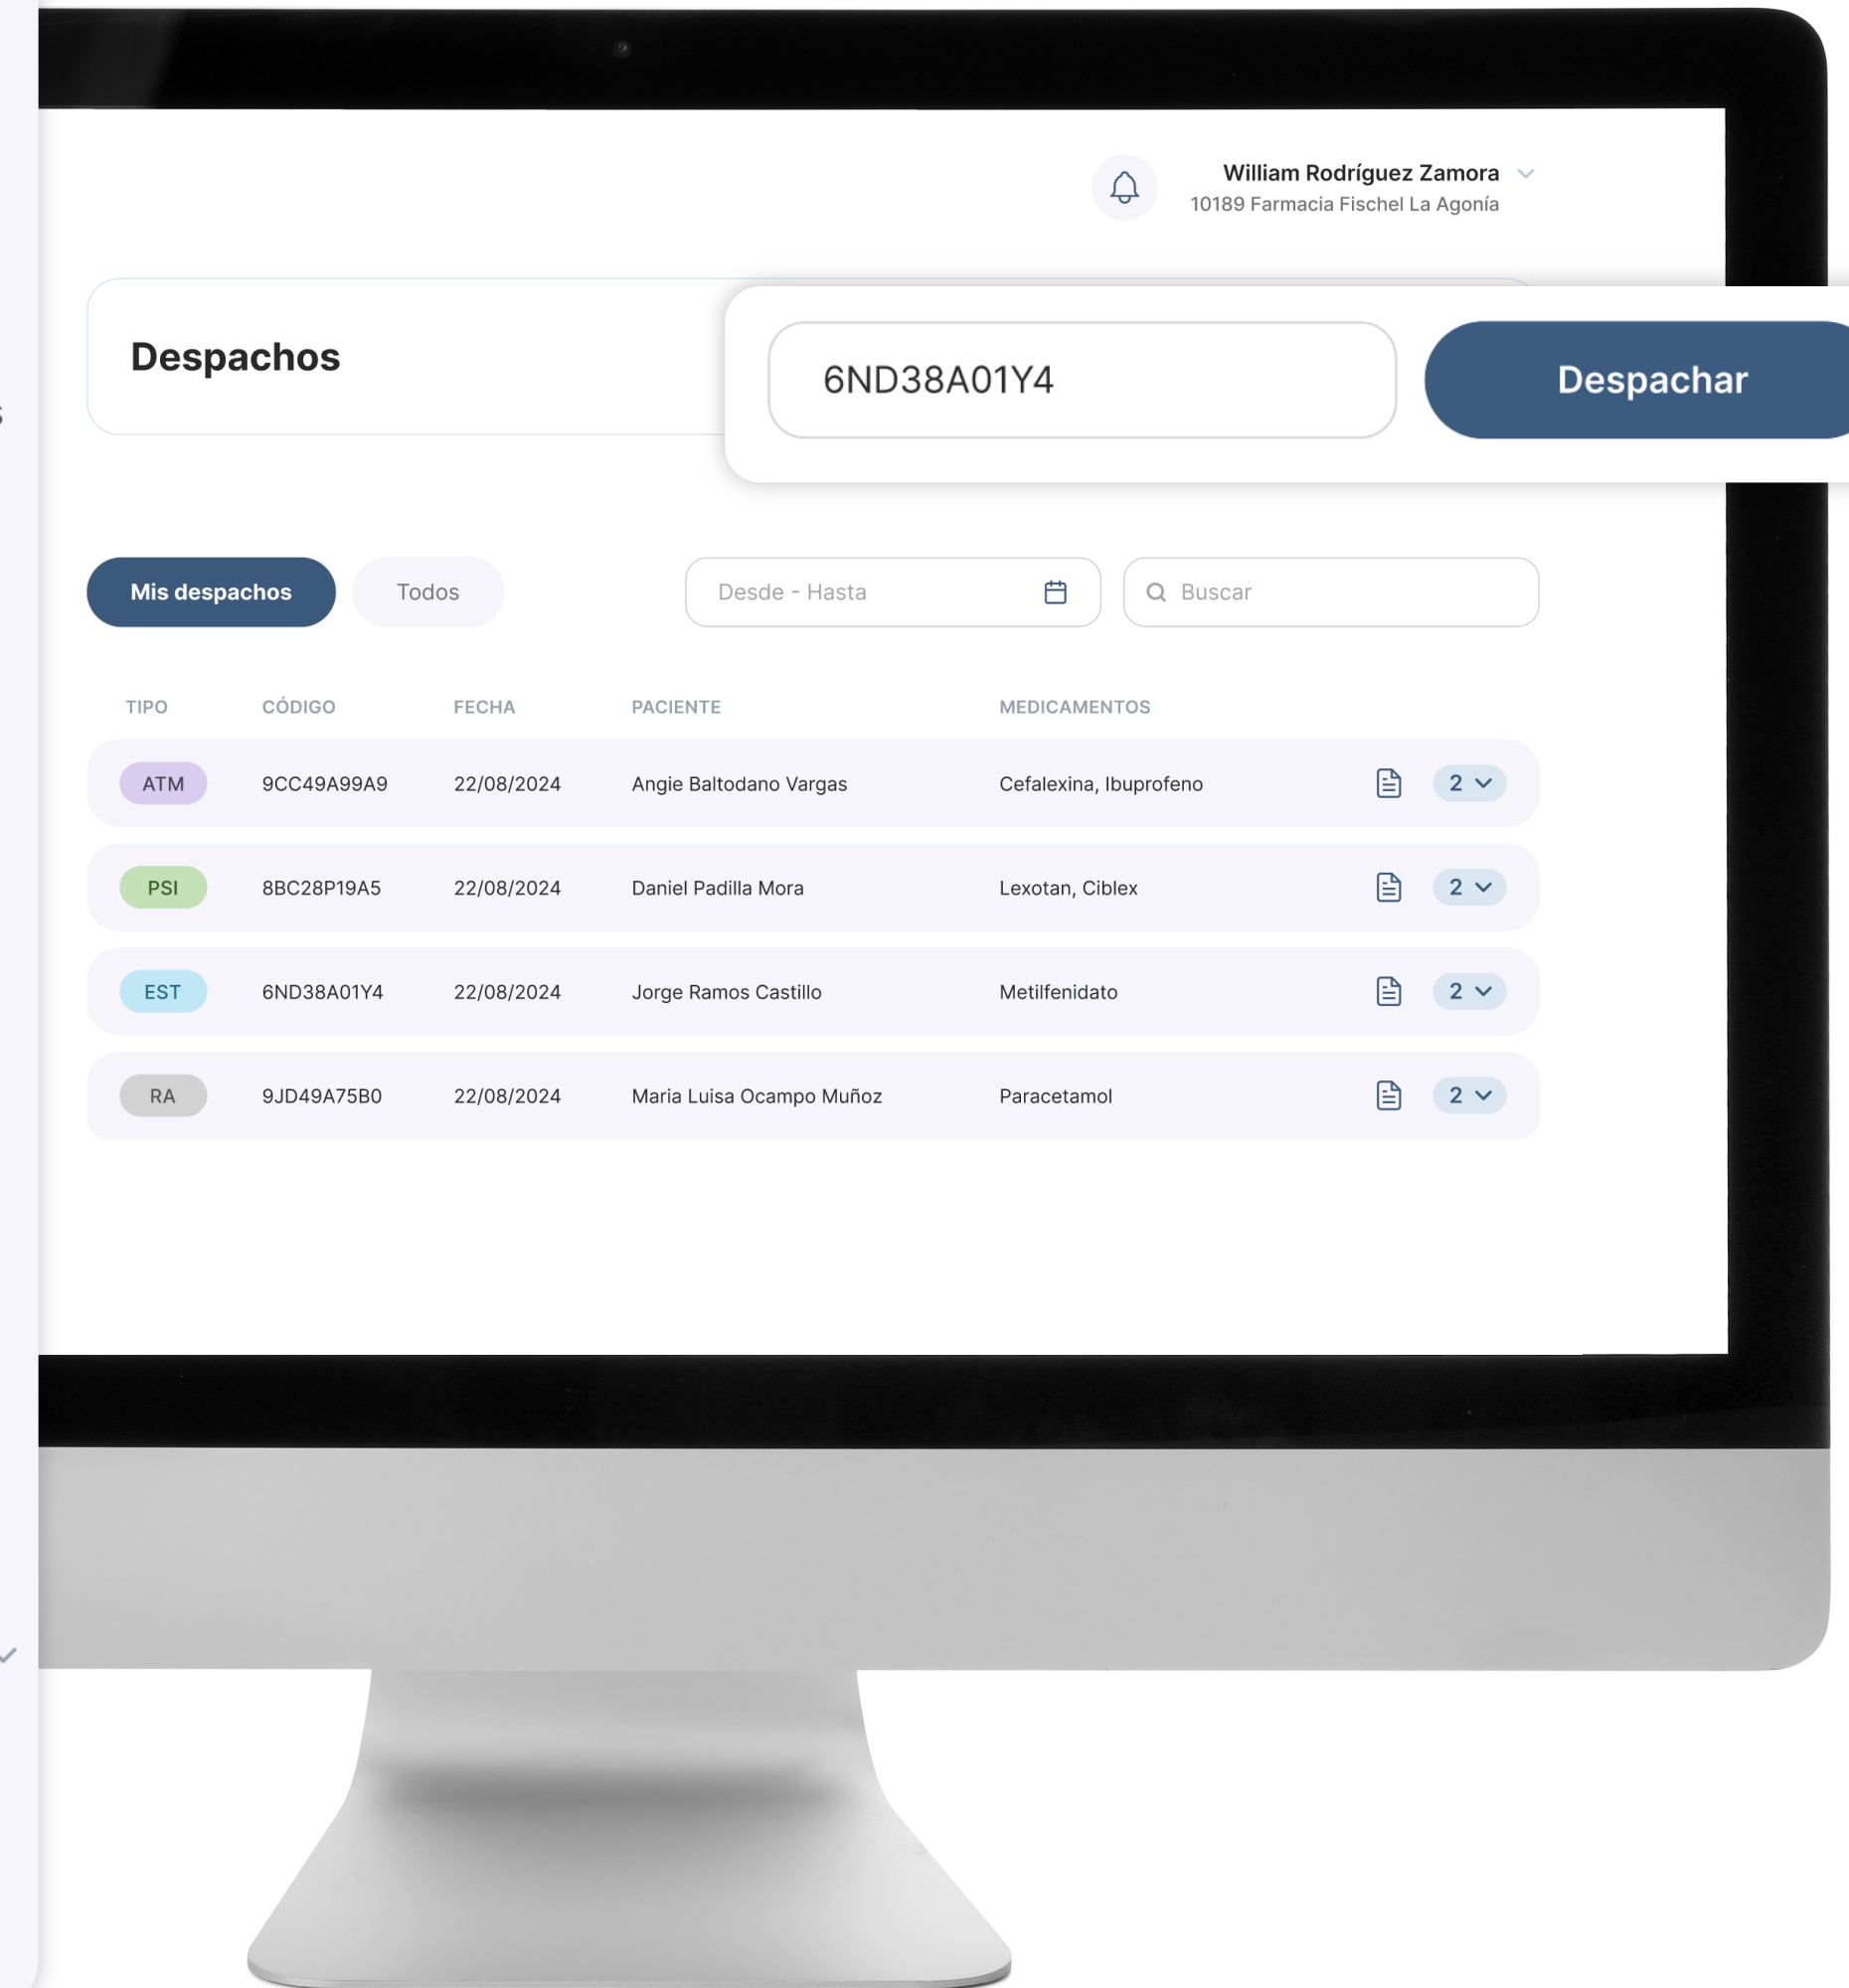 William Rodríguez Zamora
10189 Farmacia Fischel La Agonía
Despachos
6ND38A01Y4
Despachar
Mis despachos
Todos
Desde - Hasta
Buscar
TIPO CÓDIGO FECHA PACIENTE MEDICAMENTOS
ATM 9CC49A99A9 22/08/2024 Angie Baltodano Vargas Cefalexina, Ibuprofeno 2
PSI 8BC28P19A5 22/08/2024 Daniel Padilla Mora Lexotan, Ciblex 2
EST 6ND38A01Y4 22/08/2024 Jorge Ramos Castillo Metilfenidato 2
RA 9JD49A75B0 22/08/2024 Maria Luisa Ocampo Muñoz Paracetamol 2